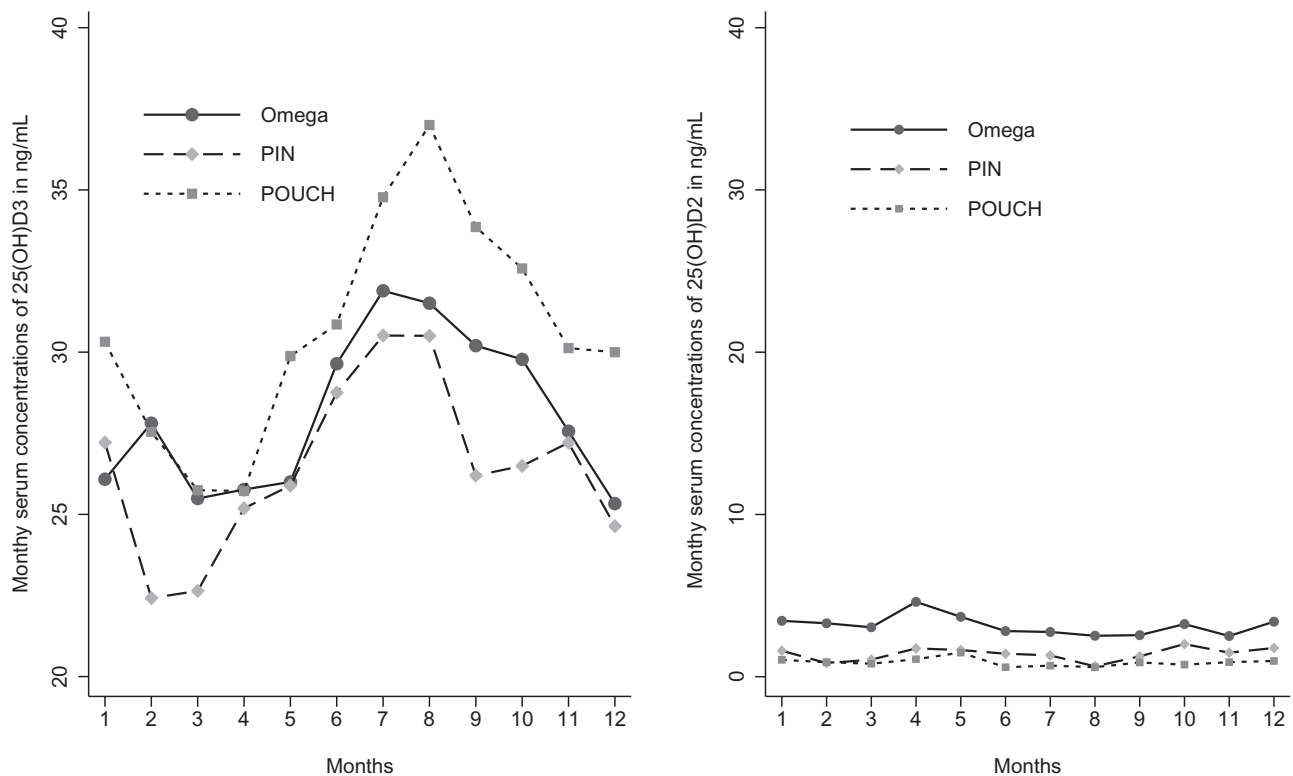 Monthy serum concentrations of 25(OH)D3 in ng/mL
40
35
30
25
20
Omega
PIN
POUCH
1 2 3 4 5 6 7 8 9 10 11 12
Months
Monthy serum concentrations of 25(OH)D2 in ng/mL
40
30
20
10
0
Omega
PIN
POUCH
1 2 3 4 5 6 7 8 9 10 11 12
Months